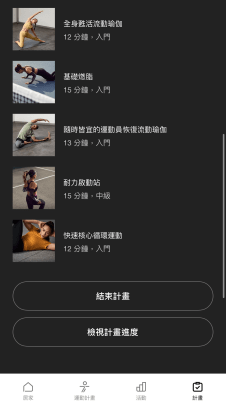 全身甦活流動瑜伽
12 分鐘・入門
基礎燃脂
15 分鐘・入門
隨時皆宜的運動員恢復流動瑜伽
13 分鐘・入門
耐力啟動站
15 分鐘・中級
快速核心循環運動
12 分鐘・入門
結束計畫
檢視計畫進度
居家
運動計畫
活動
計畫